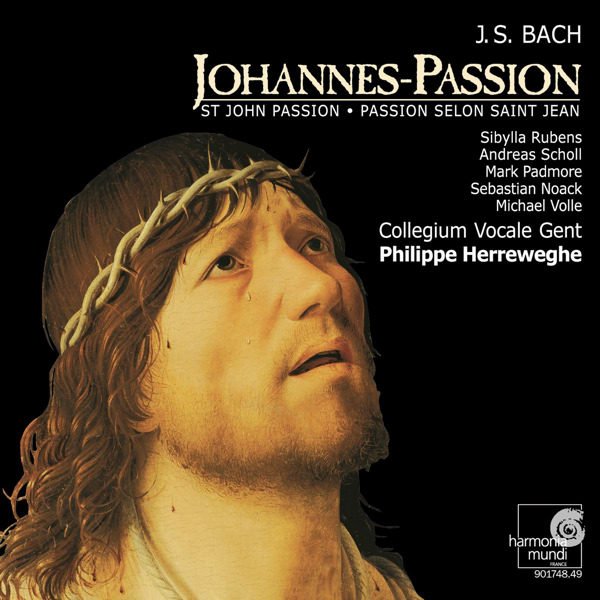 J. S. BACH
JOHANNES-PASSION
ST JOHN PASSION • PASSION SELON SAINT JEAN
Sibylla Rubens
Andreas Scholl
Mark Padmore
Sebastian Noack
Michael Volle
Collegium Vocale Gent
Philippe Herreweghe
harmonia
mundi
FRANCE
901748.49